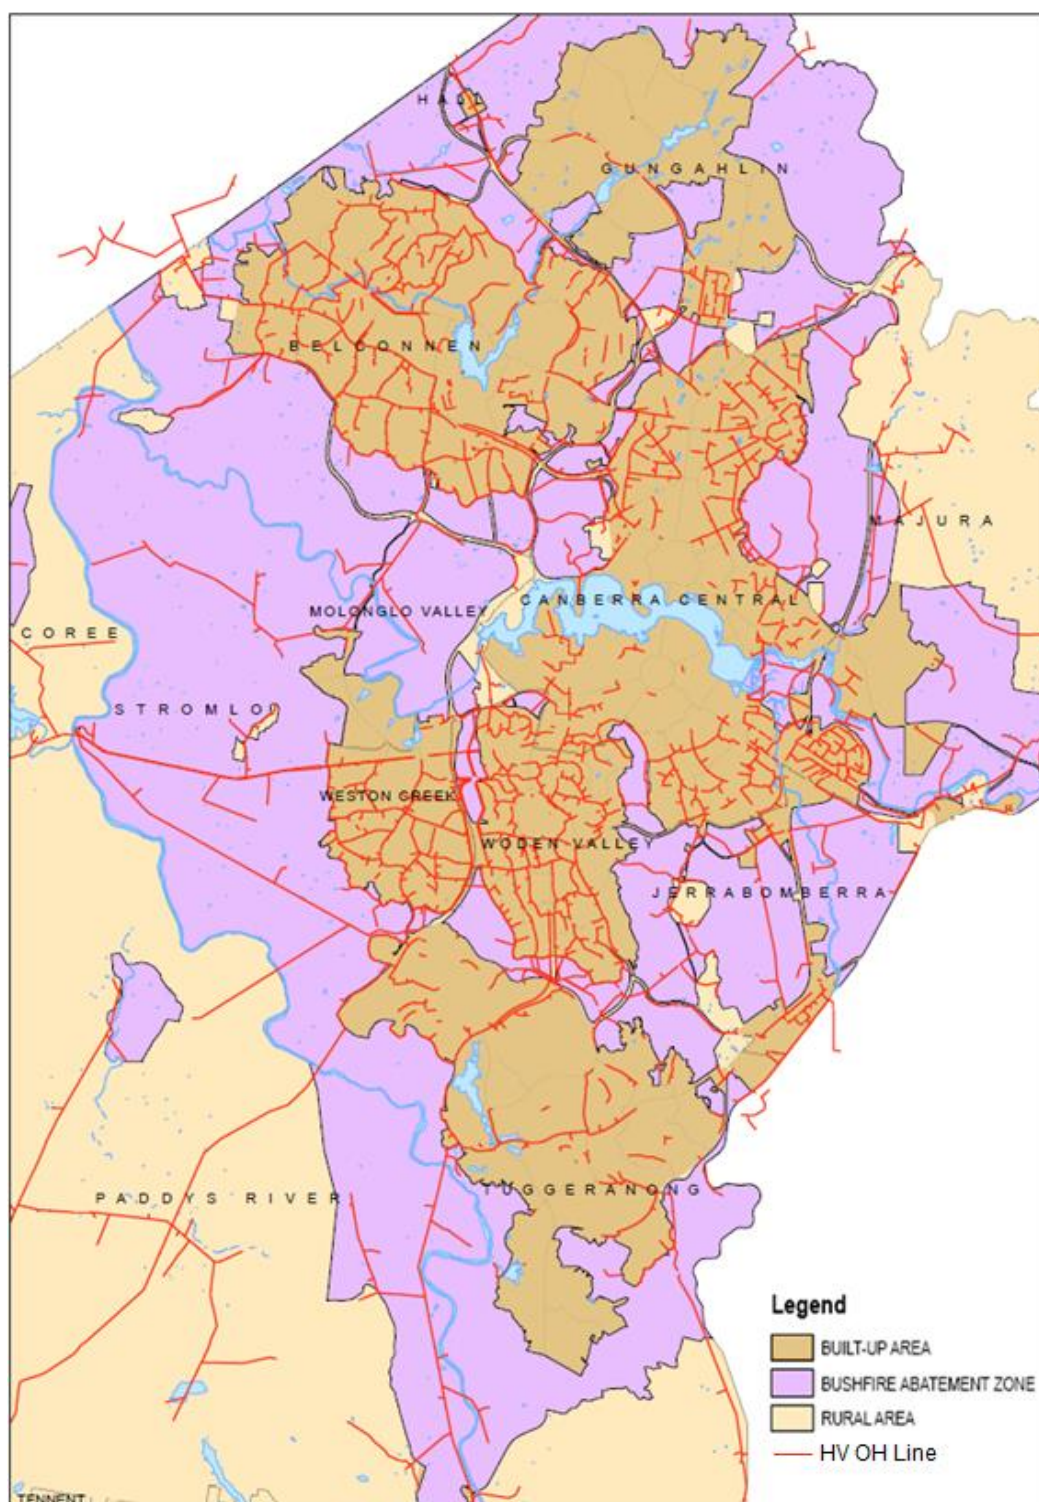 HALL
GUNGAHLIN
BELCONNEN
MAJURA
CANBERRA CENTRAL
MOLONGLO VALLEY
COREE
STROMLO
WESTON GREEK
WODEN VALLEY
JERRABOMBERRA
PADDYS RIVER
TUGGERANONG
Legend
BUILT-UP AREA
BUSHFIRE ABATEMENT ZONE
RURAL AREA
HV OH Line
TENNENT